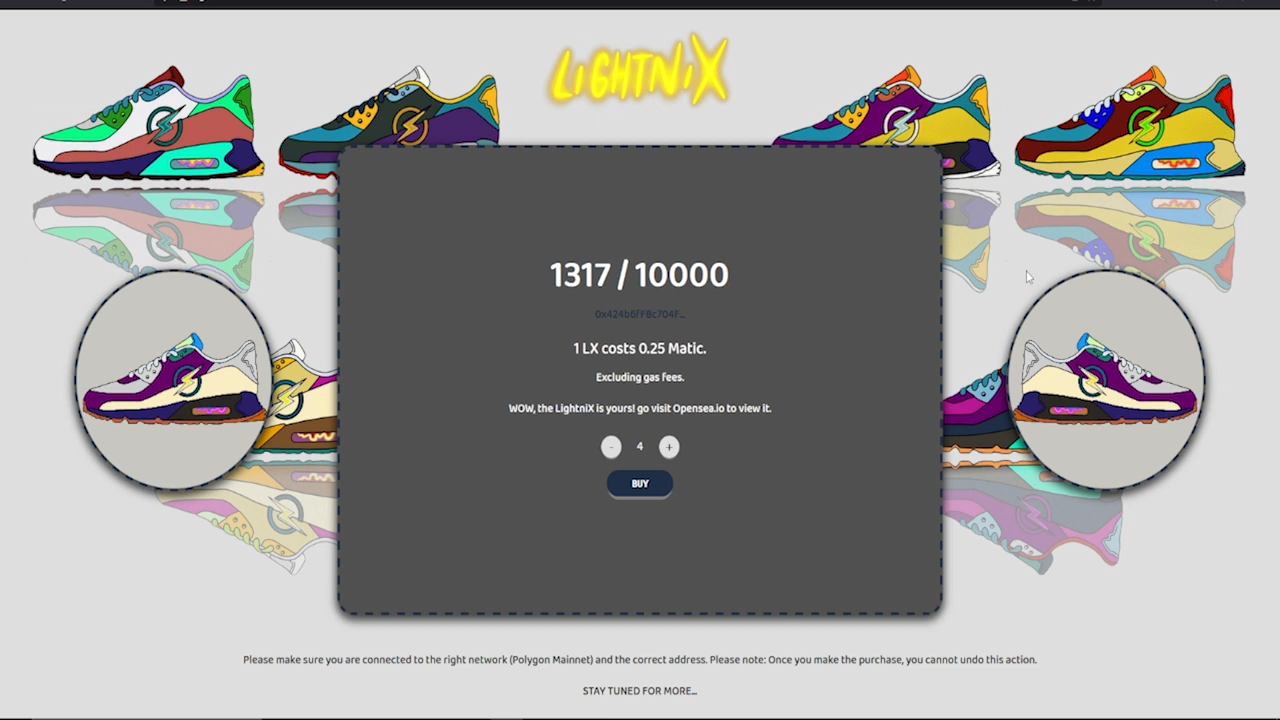 LiGHTNiX
1317 / 10000
1 LX costs 0.25 Matic.
Excluding gas fees.
WOW, the LightniX is yours! go visit Opensea.io to view it.
- 4 +
BUY
Please make sure you are connected to the right network (Polygon Mainnet) and the correct address. Please note: Once you make the purchase, you cannot undo this action.
STAY TUNED FOR MORE...